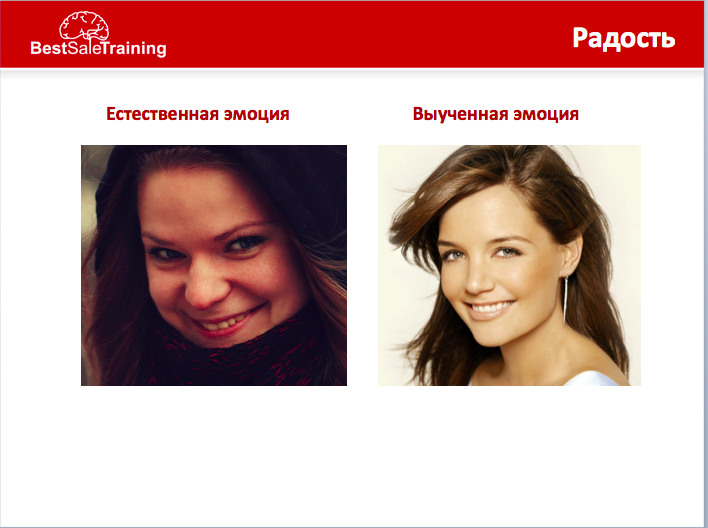 BestSaleTraining
Радость
Естественная эмоция
Выученная эмоция